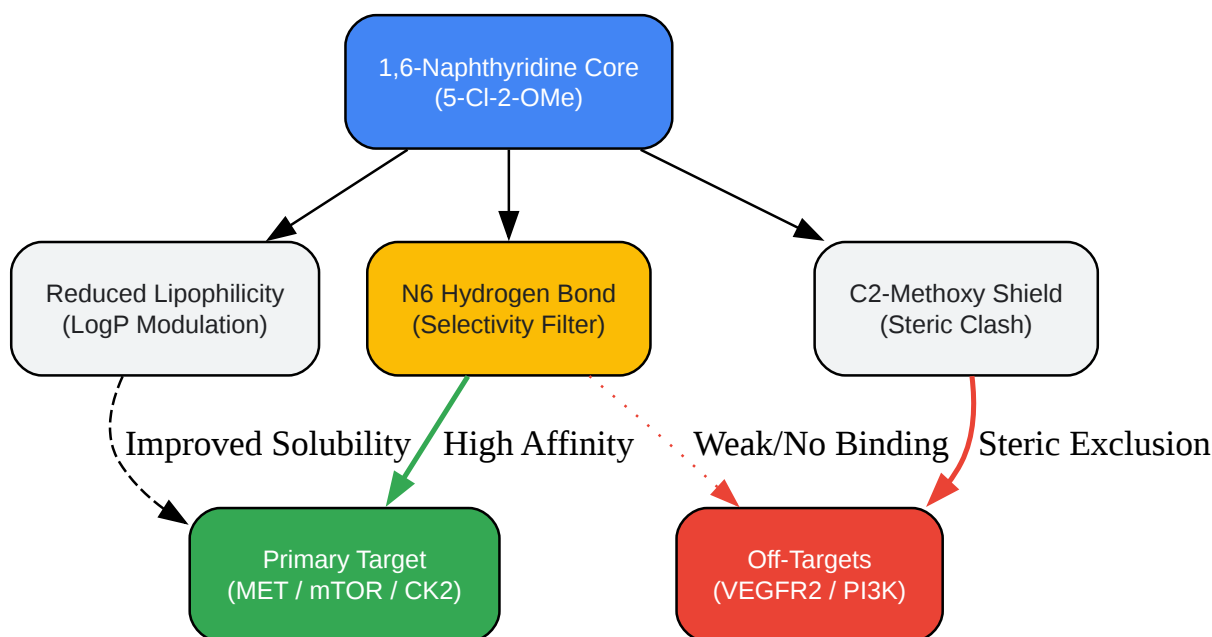 1,6-Naphthyridine Core
(5-Cl-2-OMe)
Reduced Lipophilicity
(LogP Modulation)
N6 Hydrogen Bond
(Selectivity Filter)
C2-Methoxy Shield
(Steric Clash)
Improved Solubility
High Affinity
Weak/No Binding
Steric Exclusion
Primary Target
(MET / mTOR / CK2)
Off-Targets
(VEGFR2 / PI3K)